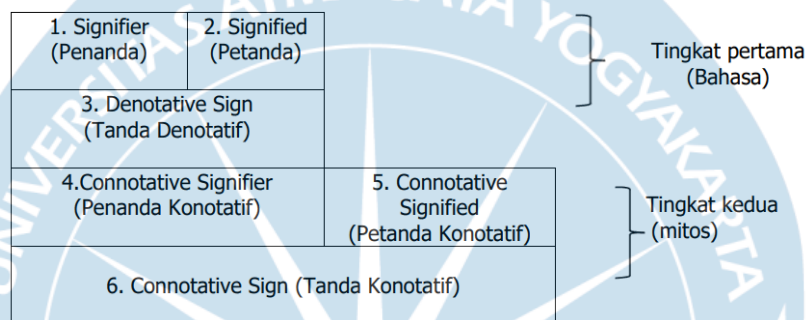 1. Signifier
(Penanda)
2. Signified
(Petanda)
Tingkat pertama
(Bahasa)
3. Denotative Sign
(Tanda Denotatif)
4.Connotative Signifier
(Penanda Konotatif)
5. Connotative
Signified
(Petanda Konotatif)
Tingkat kedua
(mitos)
6. Connotative Sign (Tanda Konotatif)
YOGYAKARTA